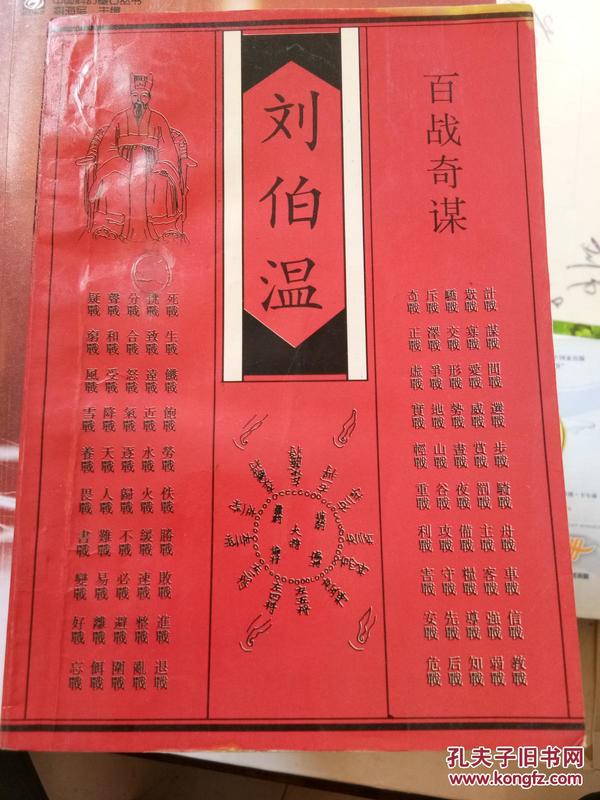 百战奇谋
刘伯温
計戰 謀戰 間戰 選戰 步戰 騎戰 舟戰 車戰 信戰 教戰
眾戰 寡戰 愛戰 威戰 賞戰 罰戰 主戰 客戰 強戰 弱戰
驕戰 交戰 形戰 勢戰 晝戰 夜戰 備戰 糧戰 導戰 知戰
斥戰 澤戰 爭戰 地戰 山戰 谷戰 攻戰 守戰 先戰 后戰
奇戰 正戰 虛戰 實戰 輕戰 重戰 利戰 害戰 安戰 危戰
死戰 生戰 饑戰 飽戰 勞戰 佚戰 勝戰 敗戰 進戰 退戰
挑戰 致戰 遠戰 近戰 水戰 火戰 緩戰 速戰 整戰 亂戰
分戰 合戰 怒戰 氣戰 逐戰 歸戰 不戰 必戰 避戰 圍戰
聲戰 和戰 受戰 降戰 天戰 人戰 難戰 易戰 離戰 餌戰
疑戰 窮戰 風戰 雪戰 養戰 畏戰 書戰 變戰 好戰 忘戰
大将
孔夫子旧书网
www.kongfz.com